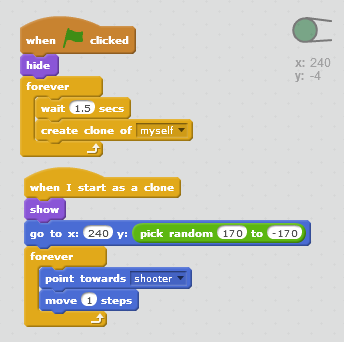 when clicked
hide
forever
wait 1.5 secs
create clone of myself
x: 240
y: -4
when I start as a clone
show
go to x: 240 y: pick random 170 to -170
forever
point towards shooter
move 1 steps